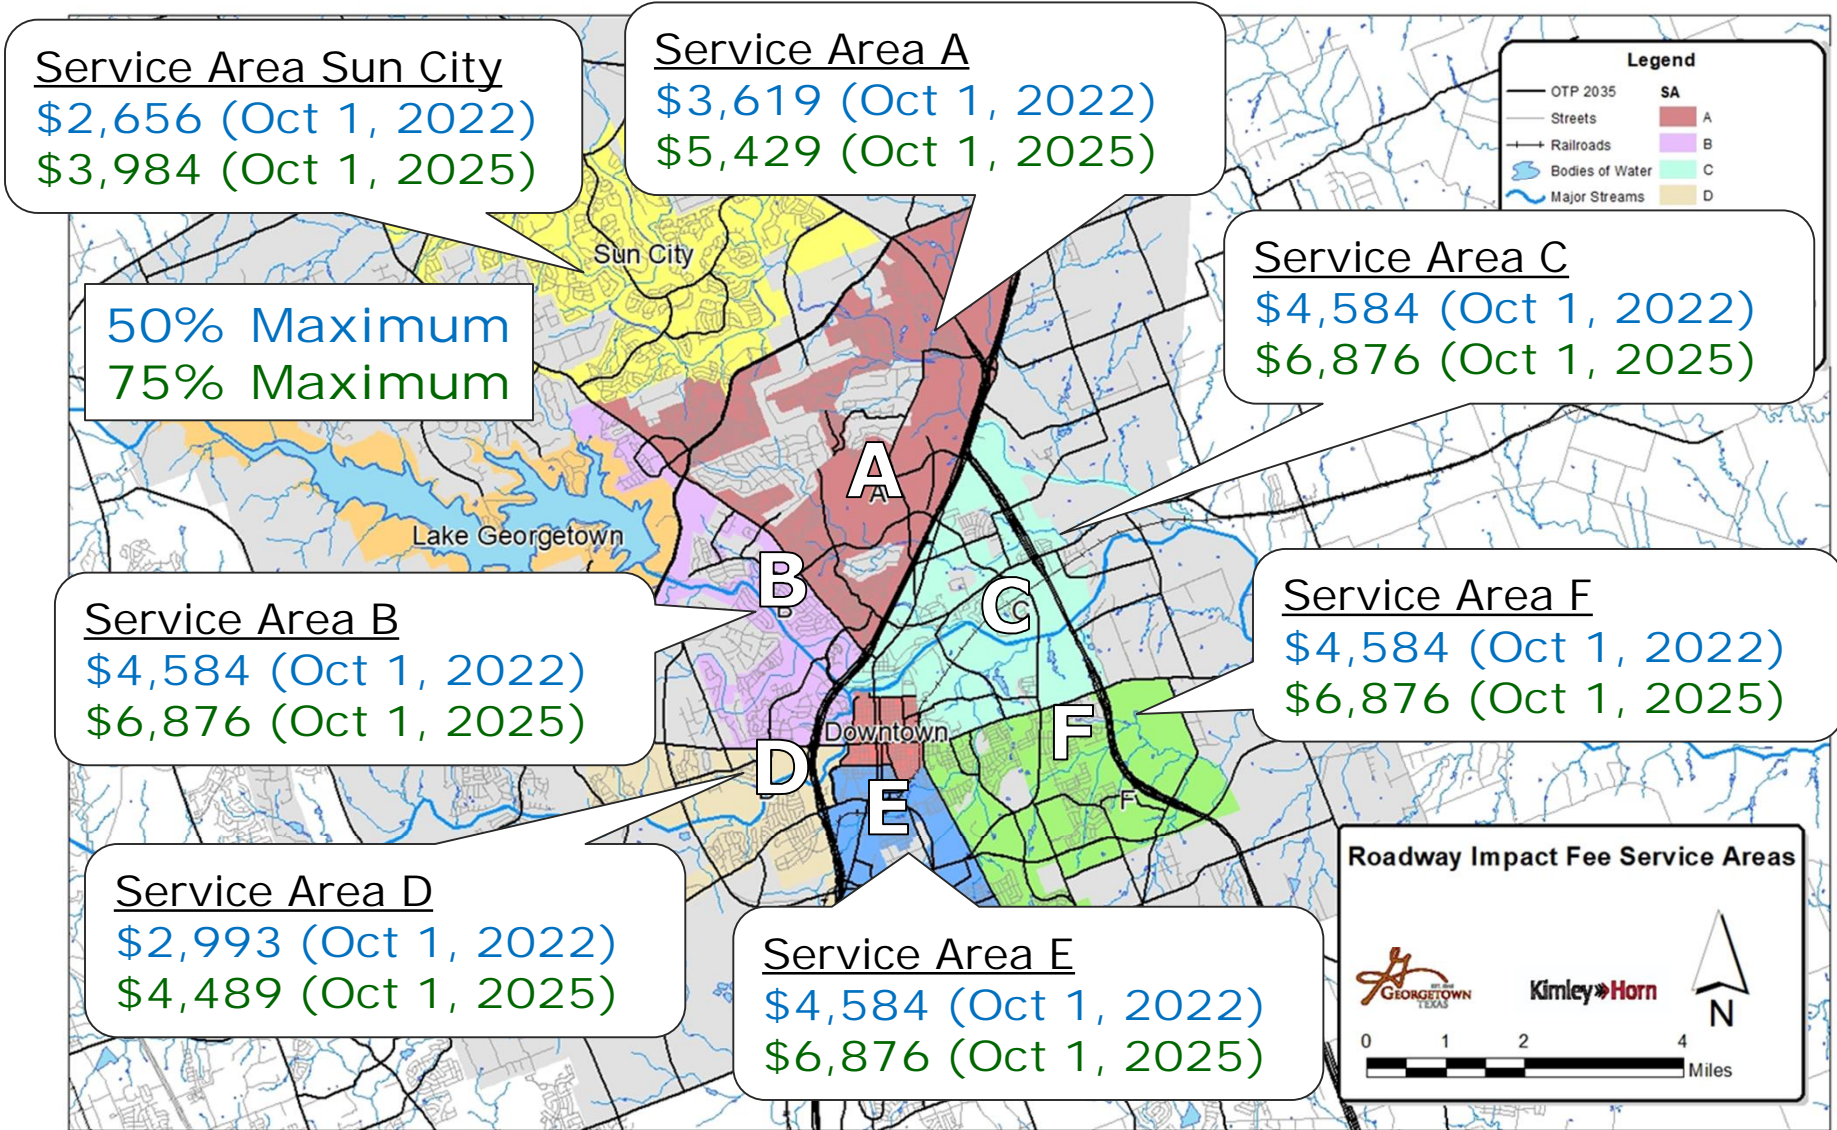 Service Area Sun City
$2,656 (Oct 1, 2022)
$3,984 (Oct 1, 2025)
Service Area A
$3,619 (Oct 1, 2022)
$5,429 (Oct 1, 2025)
Legend
OTP 2035
SA
Streets
A
Railroads
B
Bodies of Water
C
Major Streams
D
Sun City
50% Maximum
75% Maximum
Service Area C
$4,584 (Oct 1, 2022)
$6,876 (Oct 1, 2025)
A
A
Lake Georgetown
B
B
C
C
Service Area B
$4,584 (Oct 1, 2022)
$6,876 (Oct 1, 2025)
Service Area F
$4,584 (Oct 1, 2022)
$6,876 (Oct 1, 2025)
Downtown
F
F
D
E
Service Area D
$2,993 (Oct 1, 2022)
$4,489 (Oct 1, 2025)
Service Area E
$4,584 (Oct 1, 2022)
$6,876 (Oct 1, 2025)
Roadway Impact Fee Service Areas
GEORGETOWN
TEXAS
Kimley»Horn
N
0 1 2 4
Miles